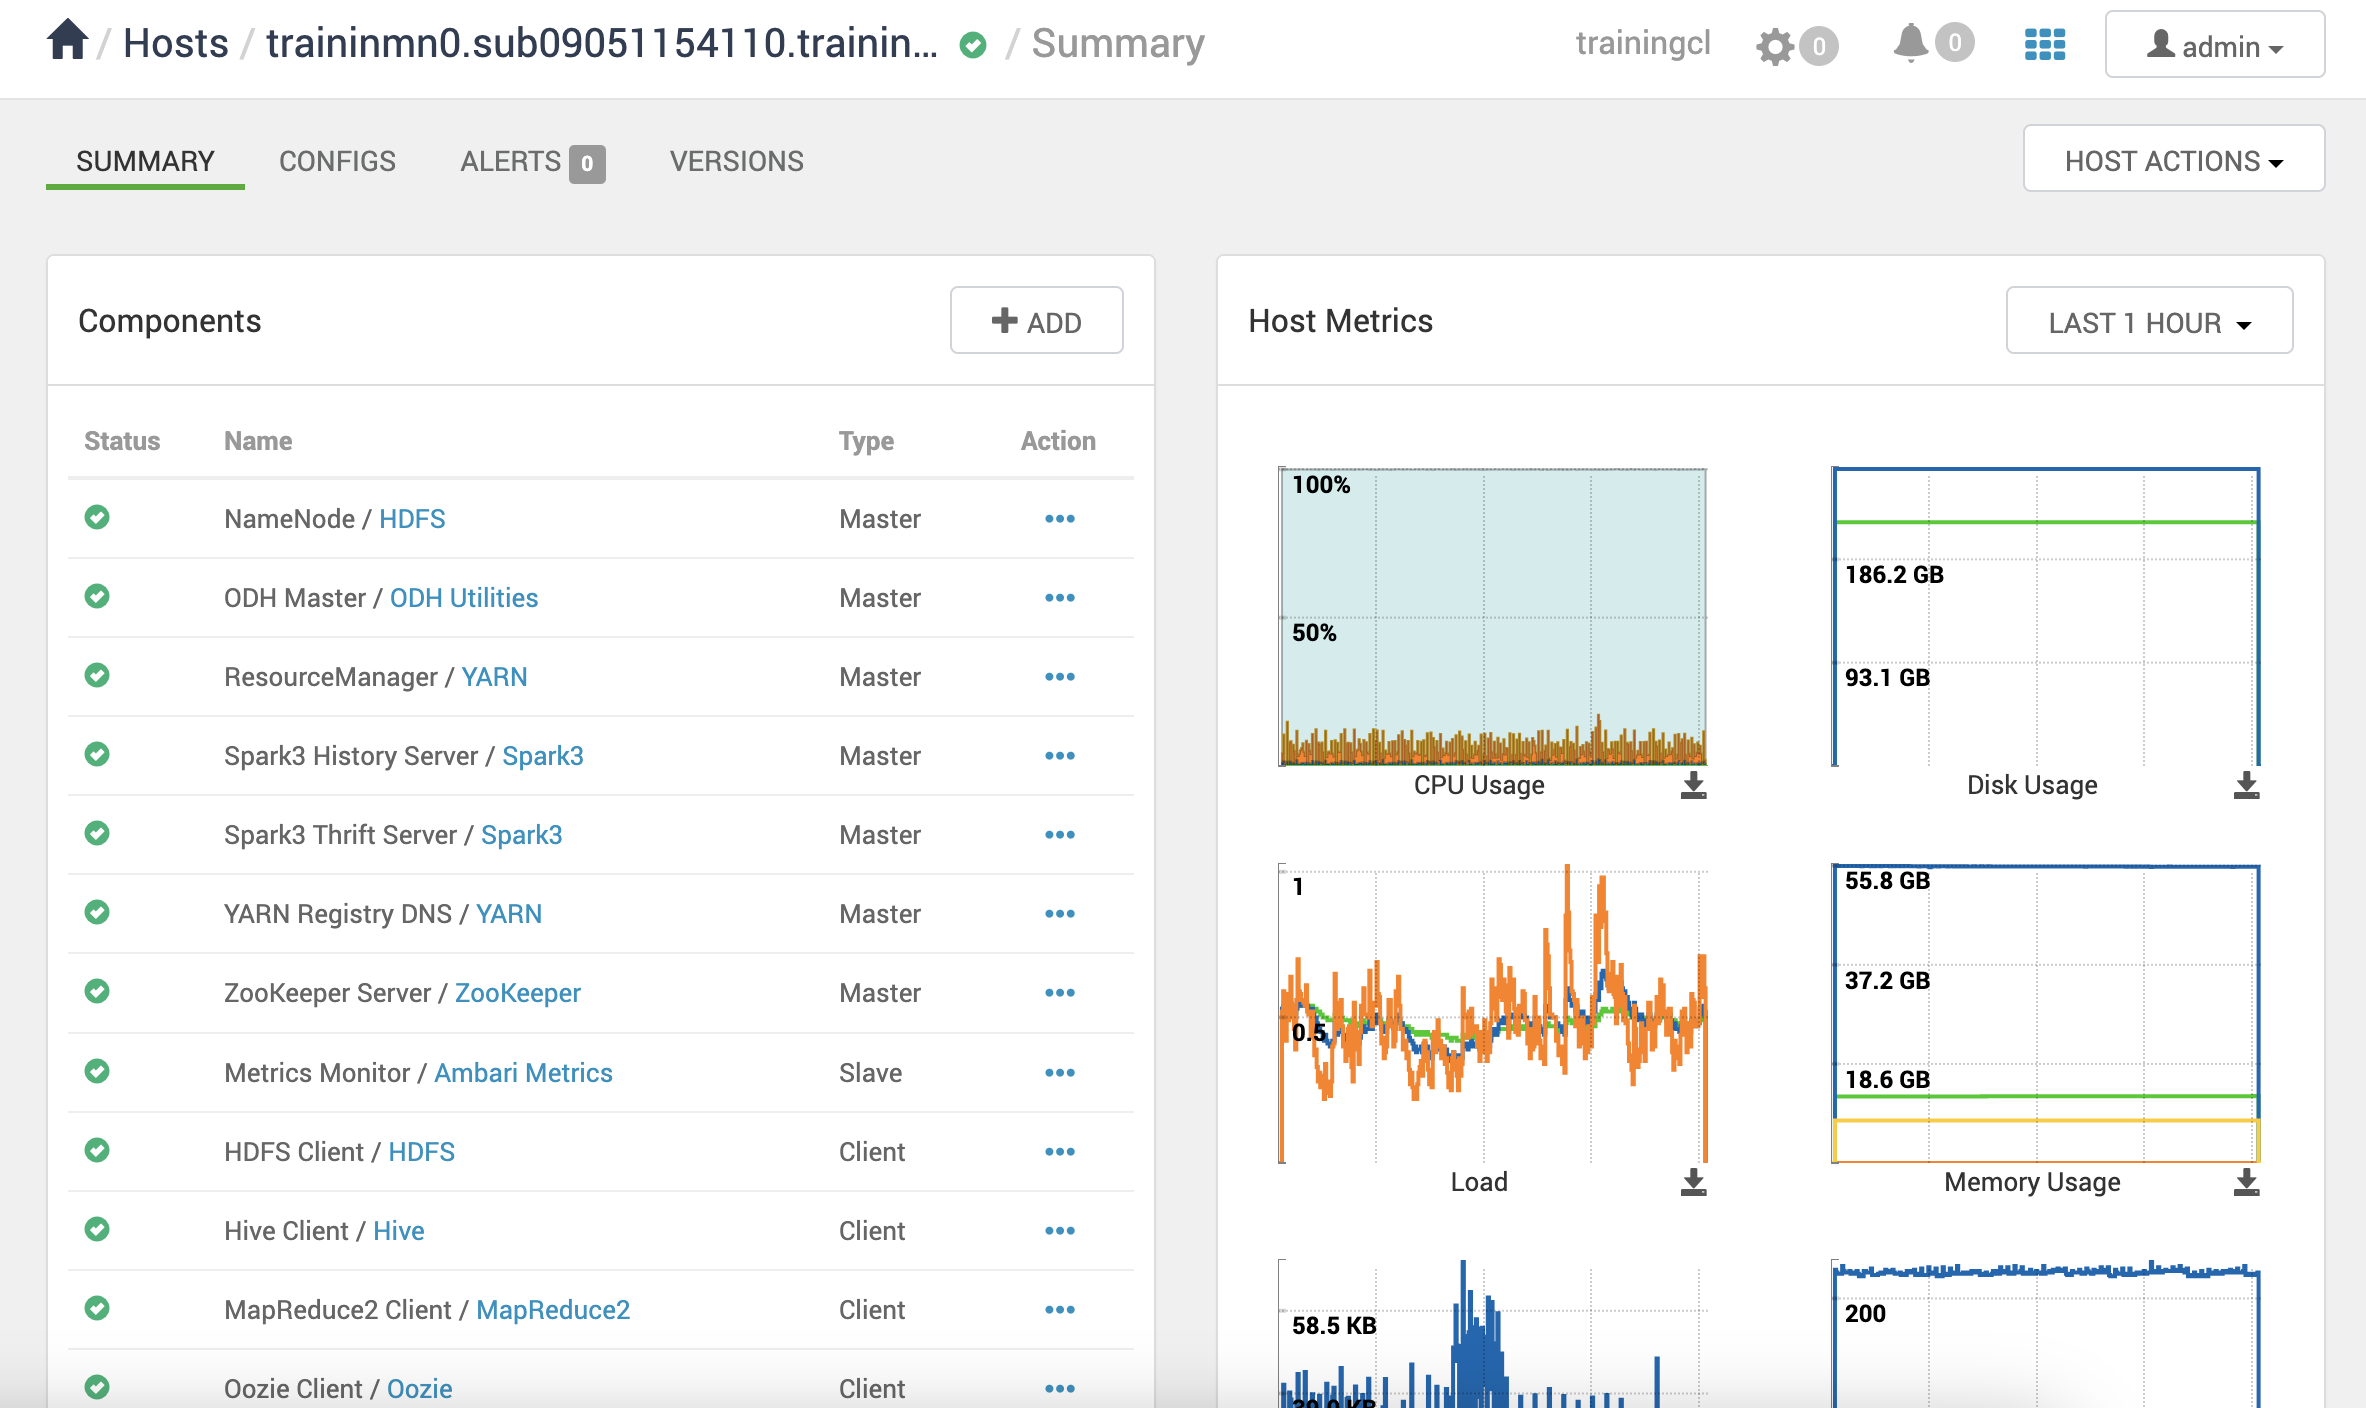 / Hosts / traininmn0.sub09051154110.trainin... / Summary
trainingcl 0 0 admin
SUMMARY CONFIGS ALERTS 0 VERSIONS
HOST ACTIONS
Components
ADD
Status Name Type Action
NameNode / HDFS Master
ODH Master / ODH Utilities Master
ResourceManager / YARN Master
Spark3 History Server / Spark3 Master
Spark3 Thrift Server / Spark3 Master
YARN Registry DNS / YARN Master
ZooKeeper Server / ZooKeeper Master
Metrics Monitor / Ambari Metrics Slave
HDFS Client / HDFS Client
Hive Client / Hive Client
MapReduce2 Client / MapReduce2 Client
Oozie Client / Oozie Client
Host Metrics
LAST 1 HOUR
100%
50%
CPU Usage
186.2 GB
93.1 GB
Disk Usage
1
0.5
Load
55.8 GB
37.2 GB
18.6 GB
Memory Usage
58.5 KB
200